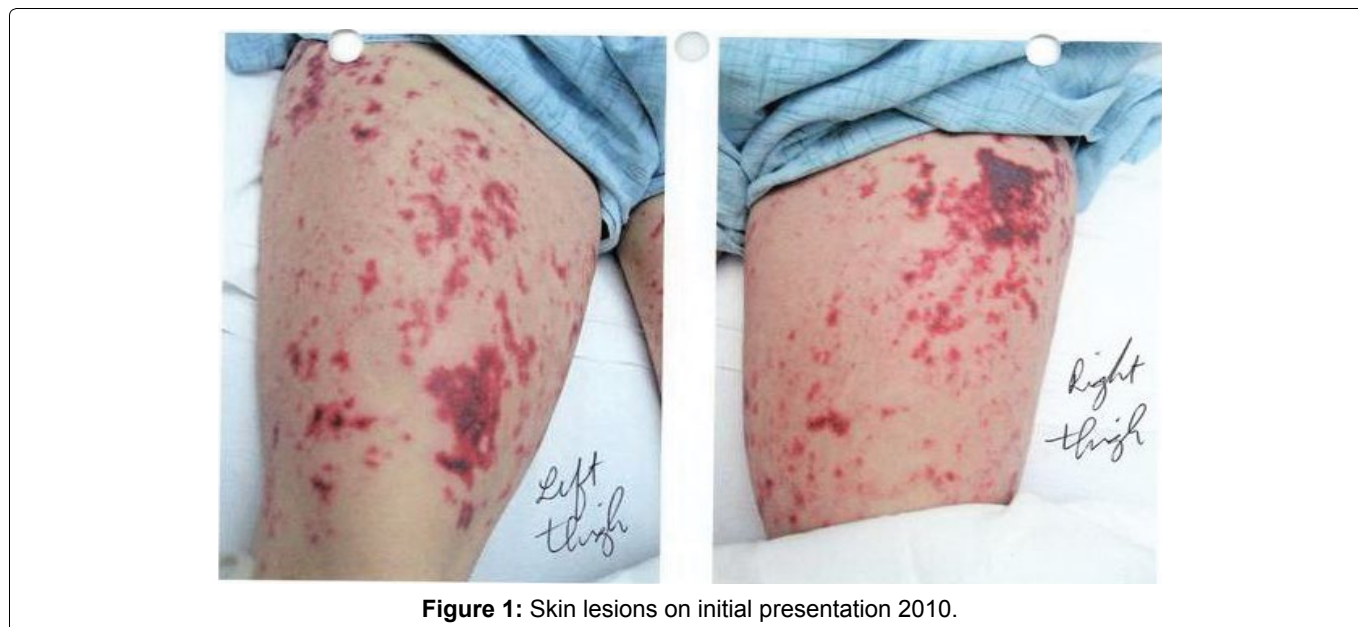 Left
thigh
Right
thigh
Figure 1: Skin lesions on initial presentation 2010.